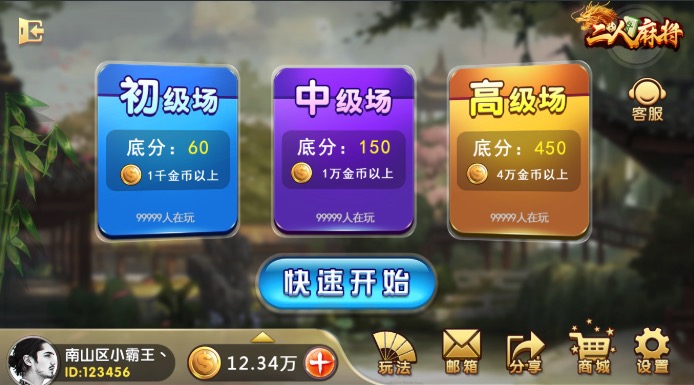 二人麻将
客服
初级场
底分：60
1千金币以上
99999人在玩
中级场
底分：150
1万金币以上
99999人在玩
高级场
底分：450
4万金币以上
99999人在玩
快速开始
南山区小霸王丶
ID:123456
12.34万
玩法
邮箱
分享
商城
设置